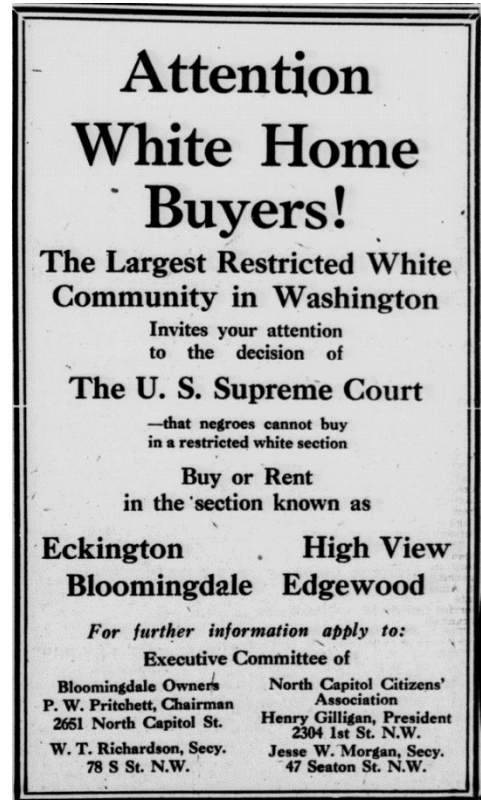 Attention
White Home
Buyers!
The Largest Restricted White
Community in Washington
Invites your attention
to the decision of
The U. S. Supreme Court
—that negroes cannot buy
in a restricted white section
Buy or Rent
in the section known as
Eckington High View
Bloomingdale Edgewood
For further information apply to:
Executive Committee of
Bloomingdale Owners
P. W. Pritchett, Chairman
2651 North Capitol St.
W. T. Richardson, Secy.
78 S St. N.W.
North Capitol Citizens'
Association
Henry Gilligan, President
2304 1st St. N.W.
Jesse W. Morgan, Secy.
47 Seaton St. N.W.